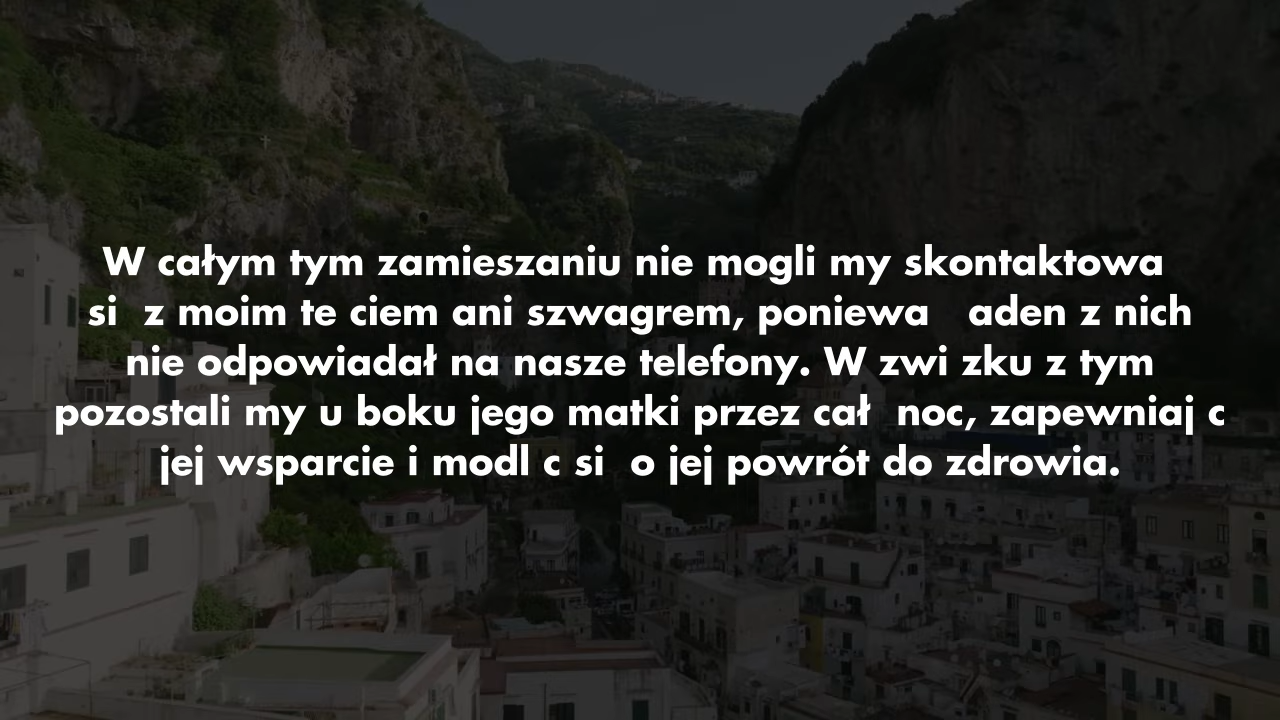 W całym tym zamieszaniu nie mogli my skontaktowa
si  z moim te ciem ani szwagrem, poniewa   aden z nich
nie odpowiadał na nasze telefony. W zwi zku z tym
pozostali my u boku jego matki przez cał  noc, zapewniaj c
jej wsparcie i modl c si  o jej powrót do zdrowia.